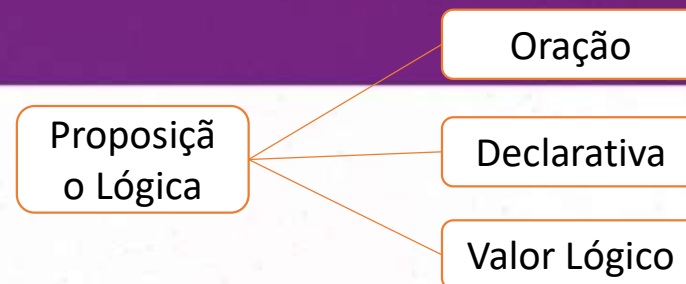 Oração
Proposiçã
o Lógica
Declarativa
Valor Lógico